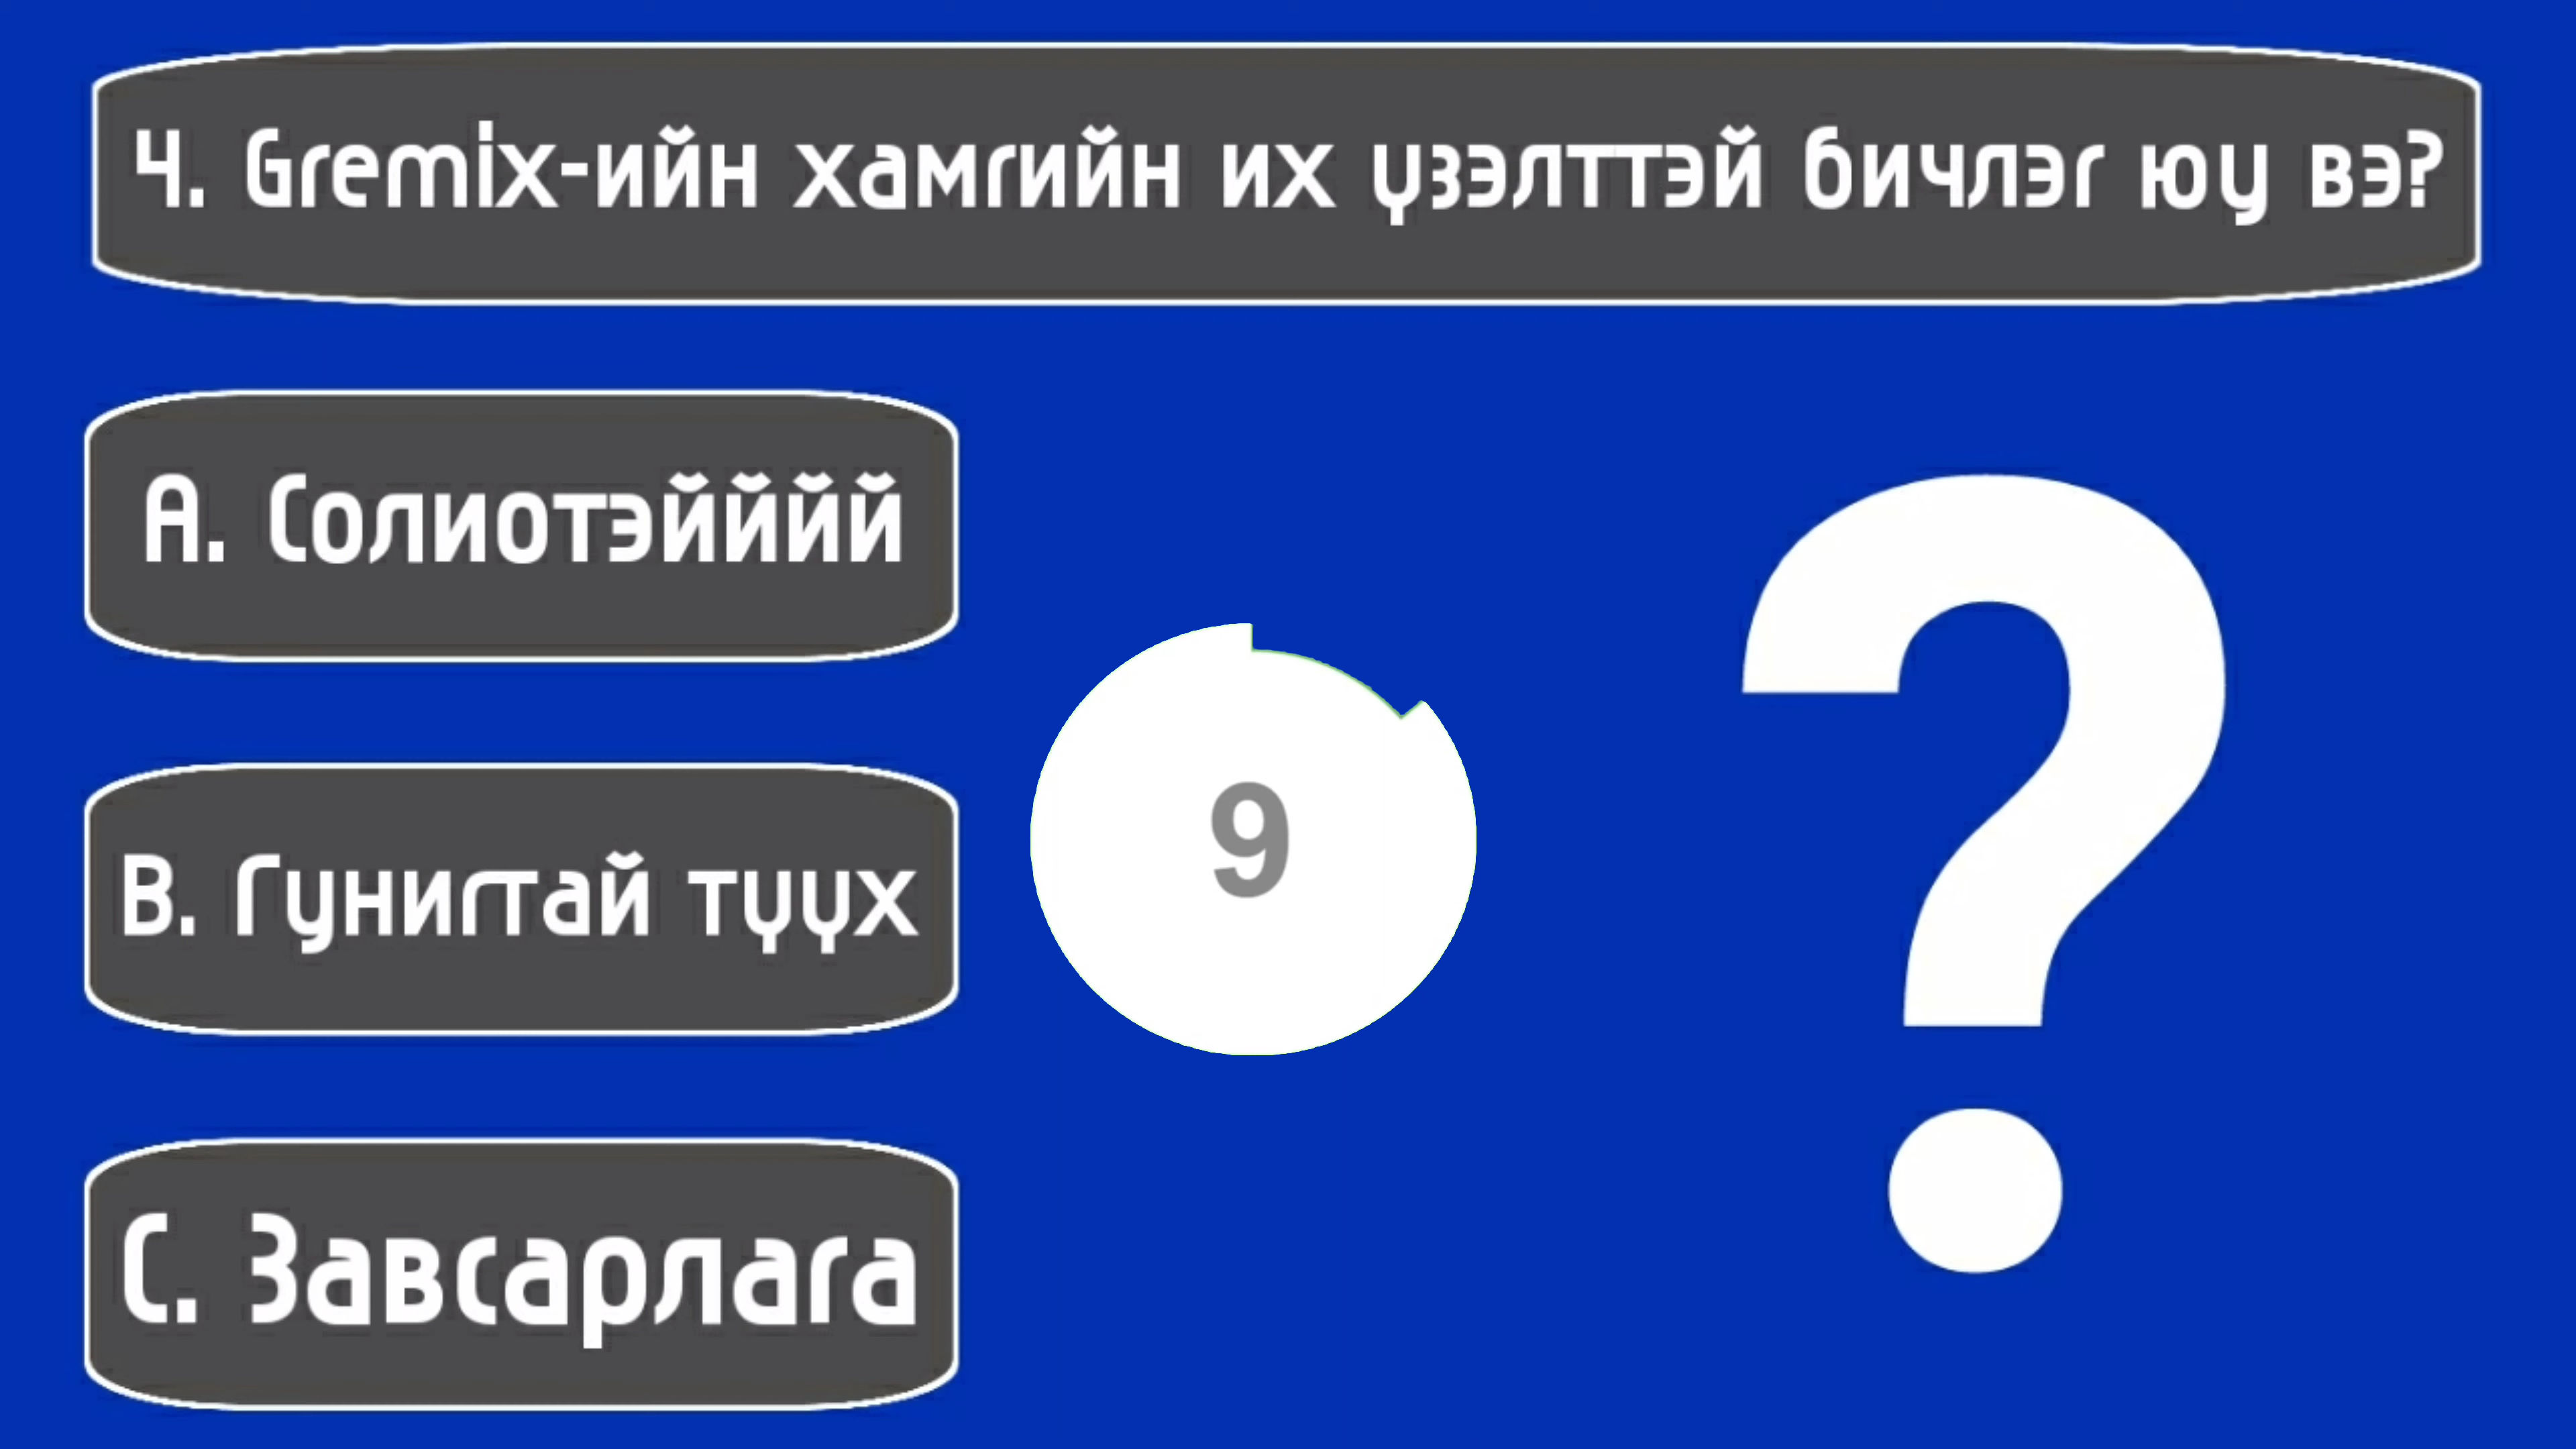 4. Gremix-ийн хамгийн их үзэлттэй бичлэг юу вэ?
A. Солиотэйййй
9
B. Гунигтай түүх
C. Завсарлага
?